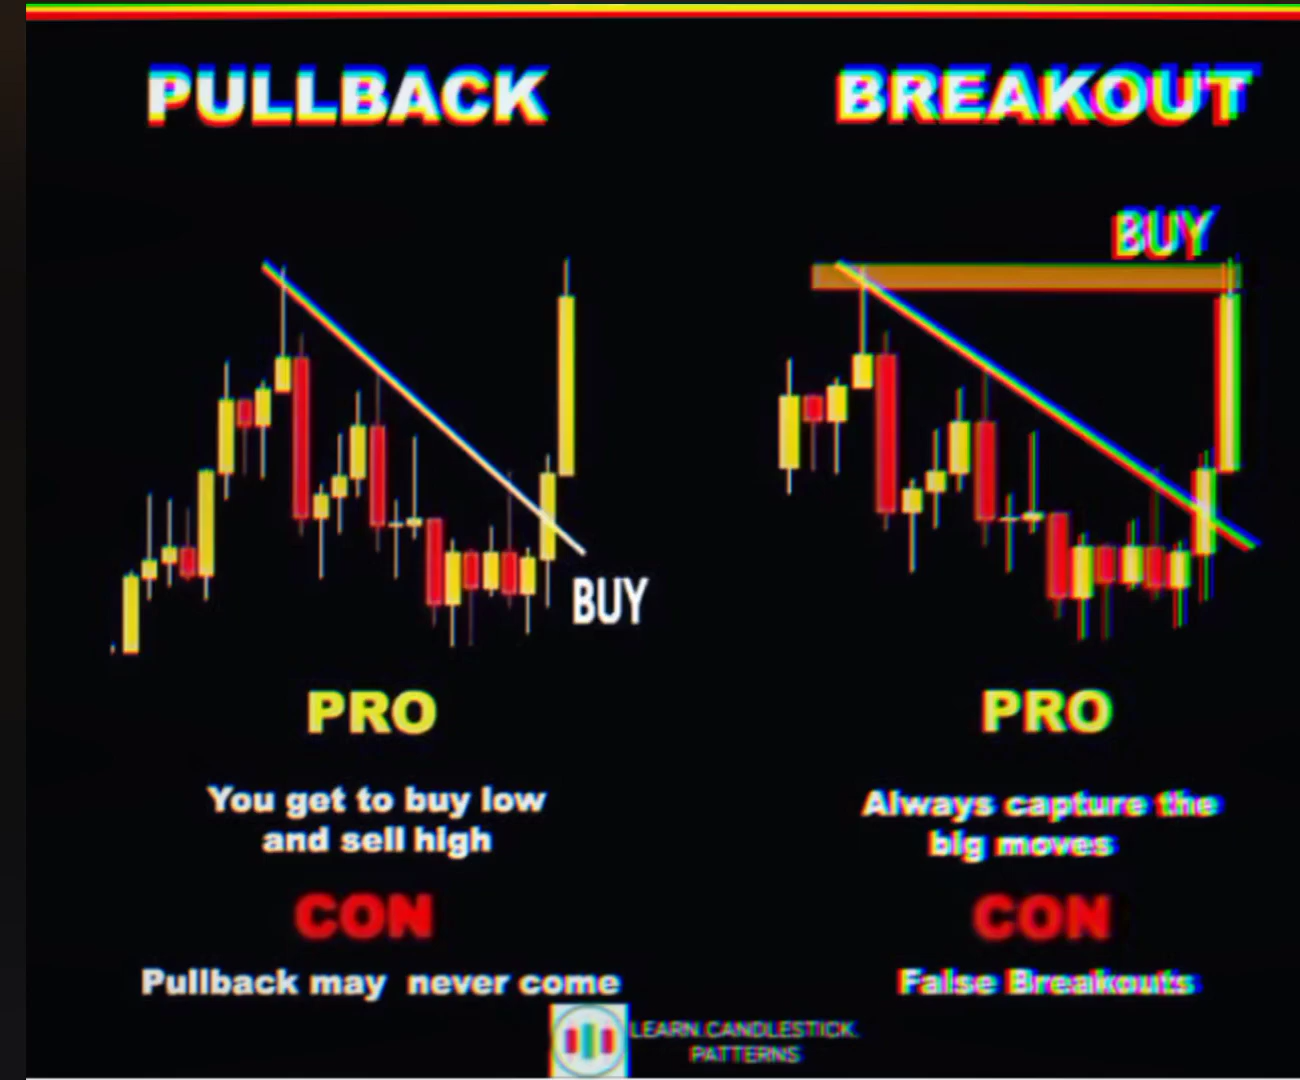 PULLBACK
BUY
PRO
You get to buy low
and sell high
CON
Pullback may never come
BREAKOUT
BUY
PRO
Always capture the
big moves
CON
False Breakouts
LEARN.CANDLESTICK.
PATTERNS